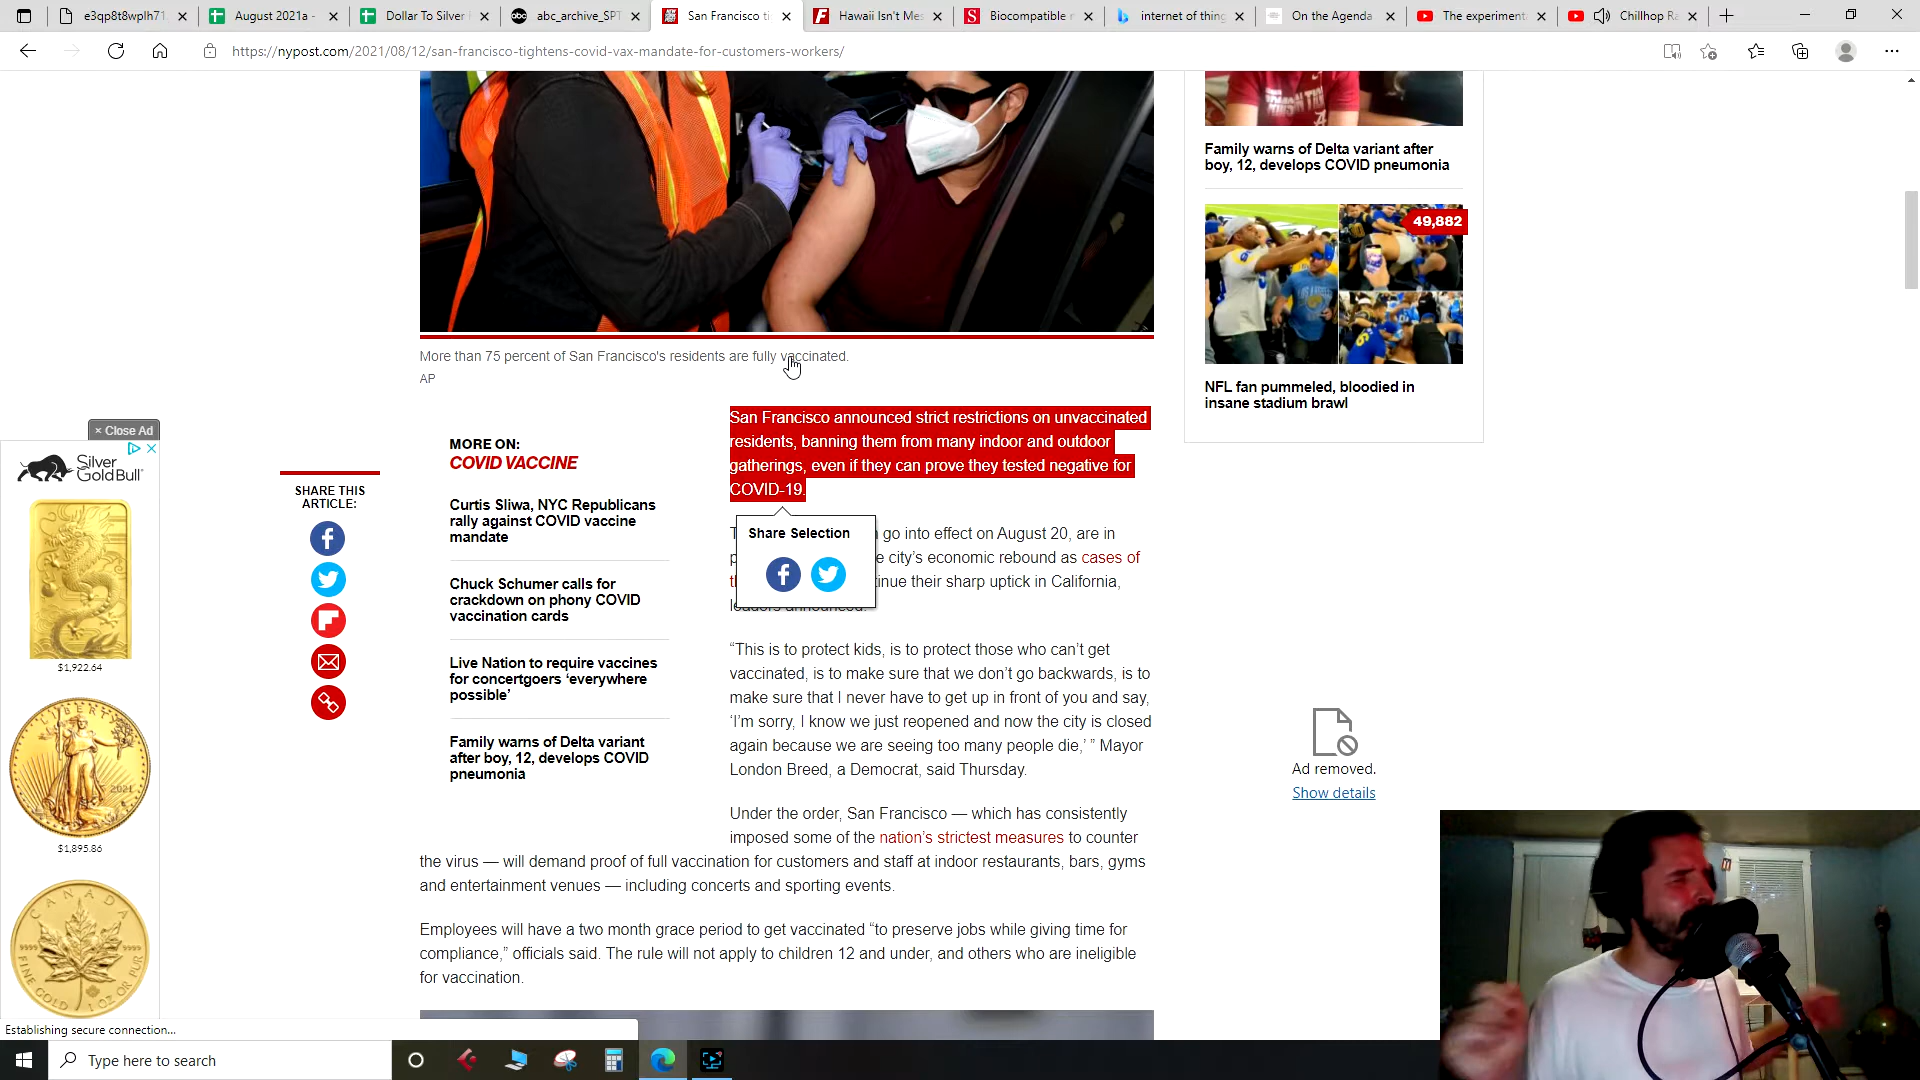 e3qp8t8wplh71
August 2021a -
Dollar To Silver
abc_archive_SPT
San Francisco ti
Hawaii Isn't Me
Biocompatible
internet of thing
On the Agenda
The experiment
Chillhop Ra
https://nypost.com/2021/08/12/san-francisco-tightens-covid-vax-mandate-for-customers-workers/
More than 75 percent of San Francisco's residents are fully vaccinated.
AP
× Close Ad
Silver
GoldBull
$1,922.64
LIBERTY
2021
$1,895.86
CANADA
9999
9999
FINE GOLD 1 OZ OR PUR
SHARE THIS
ARTICLE:
MORE ON:
COVID VACCINE
Curtis Sliwa, NYC Republicans
rally against COVID vaccine
mandate
Chuck Schumer calls for
crackdown on phony COVID
vaccination cards
Live Nation to require vaccines
for concertgoers ‘everywhere
possible’
Family warns of Delta variant
after boy, 12, develops COVID
pneumonia
San Francisco announced strict restrictions on unvaccinated
residents, banning them from many indoor and outdoor
gatherings, even if they can prove they tested negative for
COVID-19.
Share Selection
go into effect on August 20, are in
city’s economic rebound as cases of
their sharp uptick in California,
“This is to protect kids, is to protect those who can’t get
vaccinated, is to make sure that we don’t go backwards, is to
make sure that I never have to get up in front of you and say,
‘I’m sorry, I know we just reopened and now the city is closed
again because we are seeing too many people die,’ ” Mayor
London Breed, a Democrat, said Thursday.
Under the order, San Francisco — which has consistently
imposed some of the nation’s strictest measures to counter
the virus — will demand proof of full vaccination for customers and staff at indoor restaurants, bars, gyms
and entertainment venues — including concerts and sporting events.
Employees will have a two month grace period to get vaccinated “to preserve jobs while giving time for
compliance,” officials said. The rule will not apply to children 12 and under, and others who are ineligible
for vaccination.
Family warns of Delta variant after
boy, 12, develops COVID pneumonia
49,882
NFL fan pummeled, bloodied in
insane stadium brawl
Ad removed.
Show details
Establishing secure connection...
Type here to search